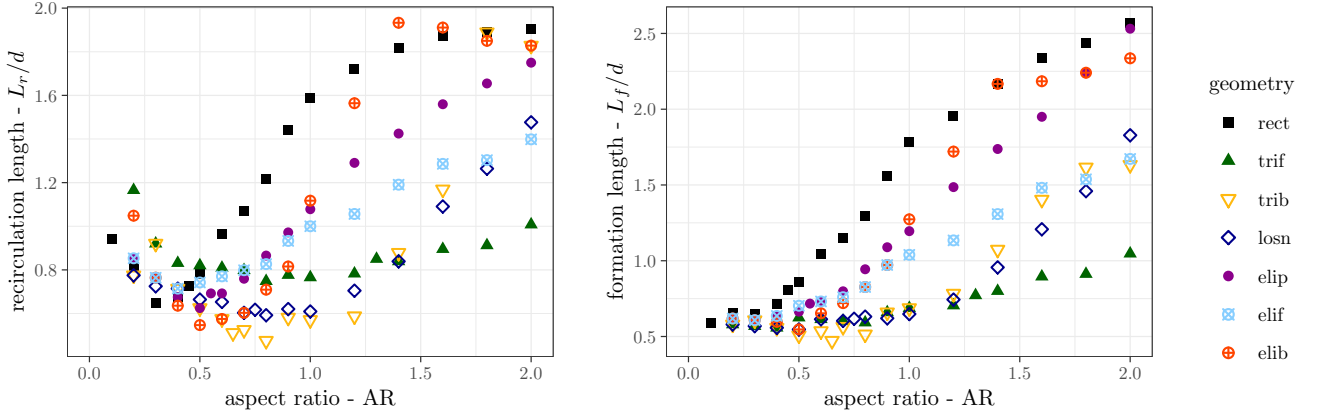 recirculation length - L_r/d
2.0
1.6
1.2
0.8
0.0 0.5 1.0 1.5 2.0
aspect ratio - AR
formation length - L_f/d
2.5
2.0
1.5
1.0
0.5
0.0 0.5 1.0 1.5 2.0
aspect ratio - AR
geometry
rect
trif
trib
losn
elip
elif
elib